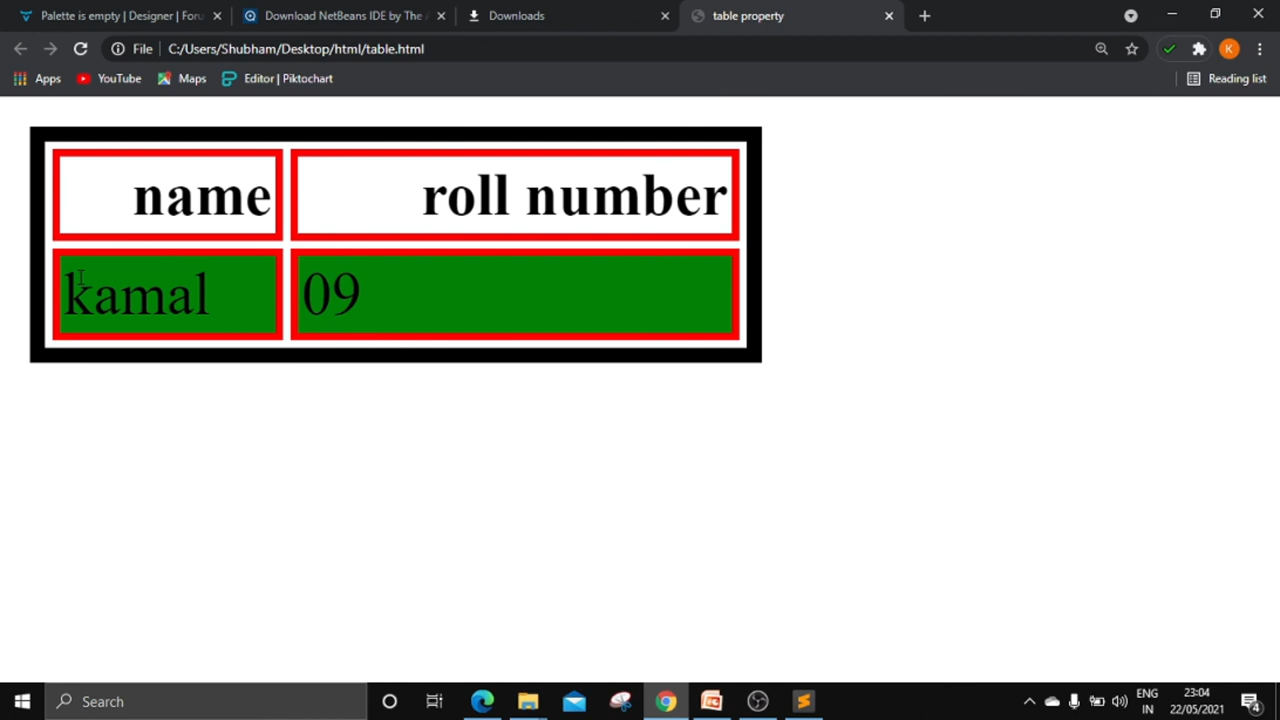 Palette is empty | Designer | Foru
Download NetBeans IDE by The A
Downloads
table property
File
C:/Users/Shubham/Desktop/html/table.html
K
Apps
YouTube
Maps
Editor | Piktochart
Reading list
name
roll number
kamal
09
Search
ENG
IN
23:04
22/05/2021
4